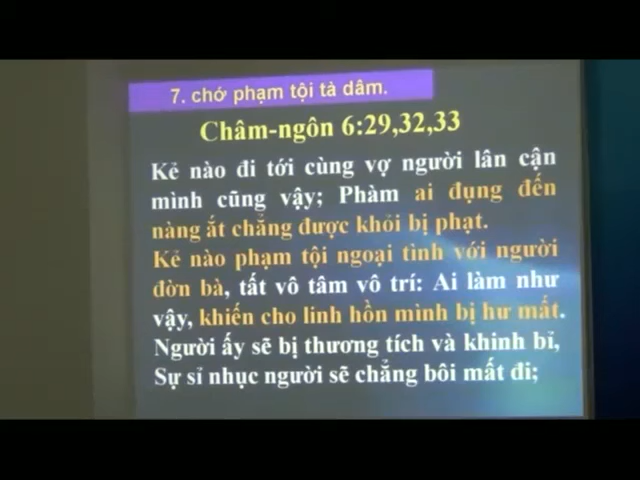 7. chớ phạm tội tà dâm.
Châm-ngôn 6:29,32,33
Kẻ nào đi tới cùng vợ người lân cận
mình cũng vậy; Phàm ai đụng đến
nàng ắt chẳng được khỏi bị phạt.
Kẻ nào phạm tội ngoại tình với người
đờn bà, tất vô tâm vô trí: Ai làm như
vậy, khiến cho linh hồn mình bị hư mất.
Người ấy sẽ bị thương tích và khinh bỉ,
Sự sỉ nhục người sẽ chẳng bôi mất đi;